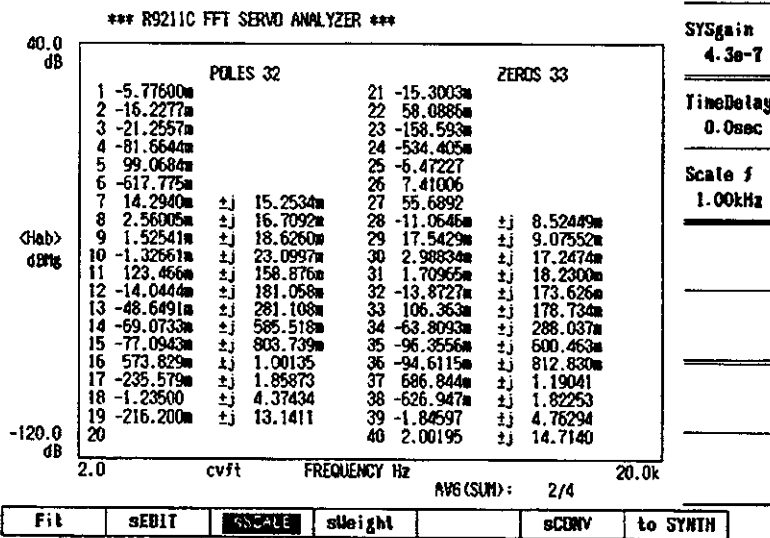 *** R9211C FFT SERVO ANALYZER ***
40.0
dB
POLES 32 ZEROS 33
1 -5.77600m 21 -15.3003m
2 -16.2277m 22 58.0886m
3 -21.2557m 23 -158.593m
4 -81.6644m 24 -534.405m
5 99.0684m 25 -6.47227
6 -617.775m 26 7.41006
7 14.2940m ±j 15.2534m 27 55.6892
8 2.56005m ±j 16.7092m 28 -11.0646m ±j 8.52449m
9 1.52541m ±j 18.6260m 29 17.5429m ±j 9.07552m
10 -1.32661m ±j 23.0997m 30 2.98834m ±j 17.2474m
11 123.466m ±j 158.876m 31 1.70965m ±j 18.2300m
12 -14.0444m ±j 181.058m 32 -13.8727m ±j 173.626m
13 -48.6491m ±j 281.108m 33 106.363m ±j 178.734m
14 -69.0733m ±j 585.518m 34 -63.8093m ±j 288.037m
15 -77.0943m ±j 803.739m 35 -96.3556m ±j 600.463m
16 573.829m ±j 1.00135 36 -94.6115m ±j 812.830m
17 -235.579m ±j 1.85873 37 686.844m ±j 1.19041
18 -1.23500 ±j 4.37434 38 -626.947m ±j 1.82253
19 -216.200m ±j 13.1411 39 -1.84597 ±j 4.76294
20 40 2.00195 ±j 14.7140
<Hab>
dBMg
-120.0
dB
2.0 cvft FREQUENCY Hz 20.0k
AVG(SUM): 2/4
SYSgain
4.3e-7
TimeDelay
0.0sec
Scale f
1.00kHz
Fit sEDIT sSCALE sWeight sCONV to SYNTH